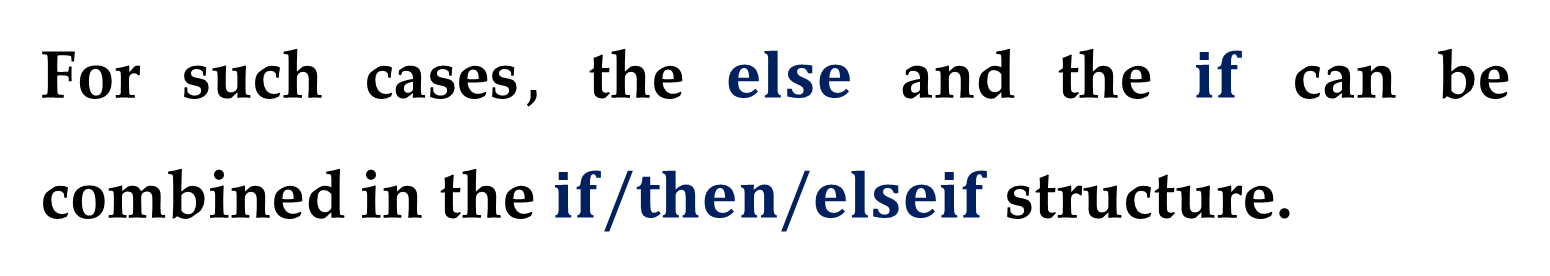 For such cases, the else and the if can be
combined in the if/then/elseif structure.